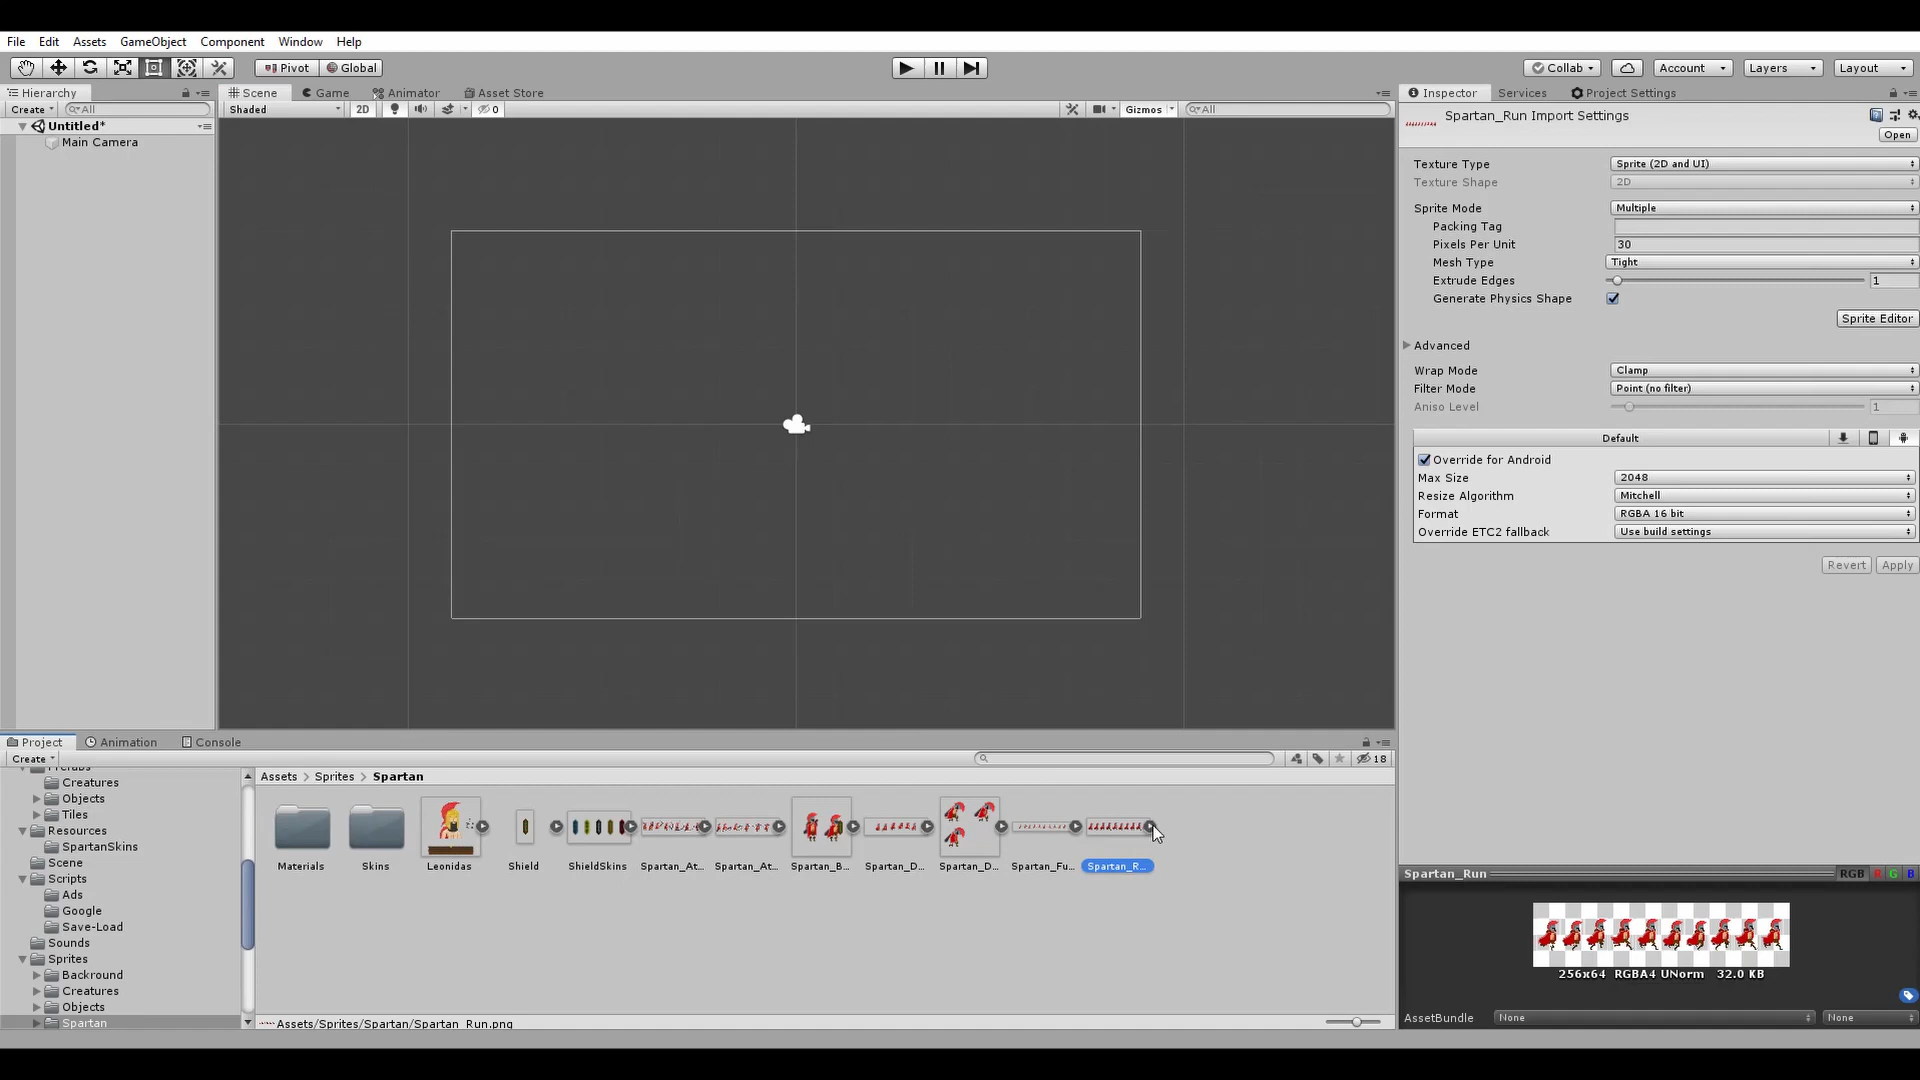 File Edit Assets GameObject Component Window Help
Pivot Global Collab Account Layers Layout
Hierarchy Scene Game Animator Asset Store Inspector Services Project Settings
Create All Shaded 2D 0 Gizmos All
Untitled*
Main Camera
Spartan_Run Import Settings
Open
Texture Type Sprite (2D and UI)
Texture Shape 2D
Sprite Mode Multiple
Packing Tag
Pixels Per Unit 30
Mesh Type Tight
Extrude Edges 1
Generate Physics Shape
Sprite Editor
Advanced
Wrap Mode Clamp
Filter Mode Point (no filter)
Aniso Level 1
Default
Override for Android
Max Size 2048
Resize Algorithm Mitchell
Format RGBA 16 bit
Override ETC2 fallback Use build settings
Revert Apply
Project Animation Console
Create 18
Prefabs
Creatures
Objects
Tiles
Resources
SpartanSkins
Scene
Scripts
Ads
Google
Save-Load
Sounds
Sprites
Backround
Creatures
Objects
Spartan
Assets > Sprites > Spartan
Materials Skins Leonidas Shield ShieldSkins Spartan_At... Spartan_At... Spartan_B... Spartan_D... Spartan_D... Spartan_Fu... Spartan_R...
Assets/Sprites/Spartan/Spartan_Run.png
Spartan_Run RGB R G B
256x64 RGBA4 UNorm 32.0 KB
AssetBundle None None